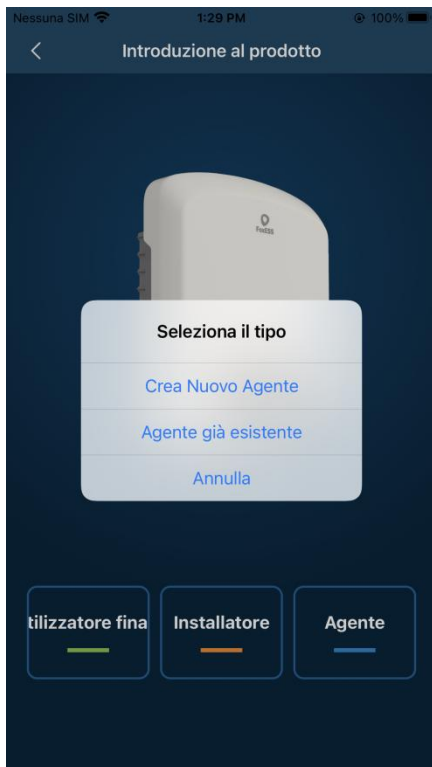 Nessuna SIM 1:29 PM 100%
Introduzione al prodotto
FoxESS
Seleziona il tipo
Crea Nuovo Agente
Agente già esistente
Annulla
tilizzatore fina Installatore Agente